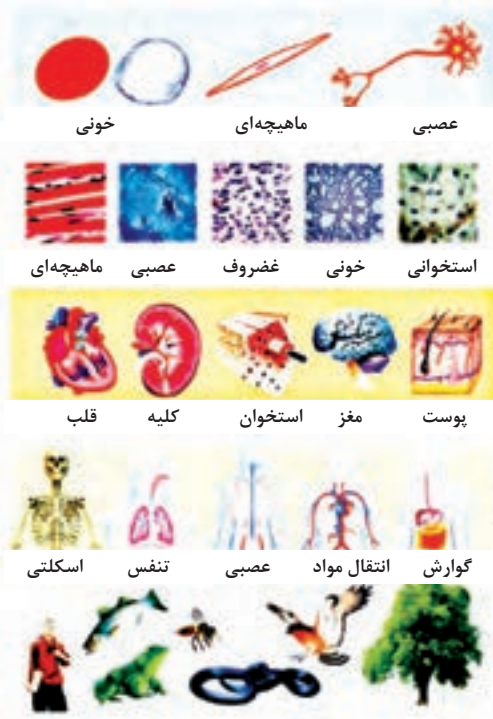 عصبی ماهیچه‌ای خونی
استخوانی خونی غضروف عصبی ماهیچه‌ای
پوست مغز استخوان کلیه قلب
گوارش انتقال مواد عصبی تنفس اسکلتی